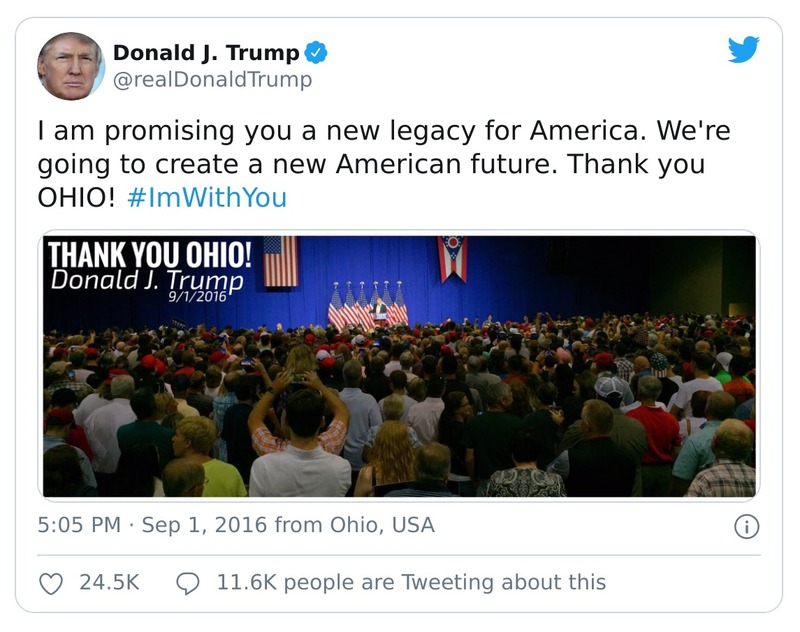 Donald J. Trump
@realDonaldTrump
I am promising you a new legacy for America. We're
going to create a new American future. Thank you
OHIO! #ImWithYou
THANK YOU OHIO!
Donald J. Trump
9/1/2016
5:05 PM · Sep 1, 2016 from Ohio, USA
24.5K 11.6K people are Tweeting about this